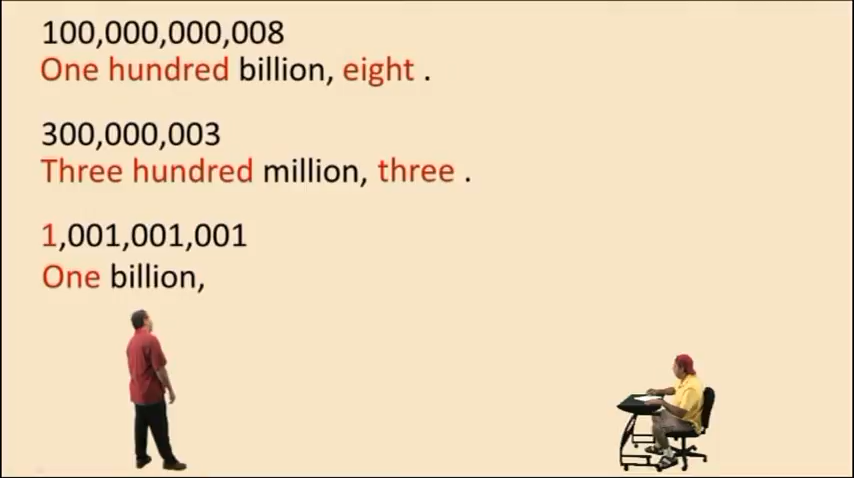 100,000,000,008
One hundred billion, eight .
300,000,003
Three hundred million, three .
1,001,001,001
One billion,